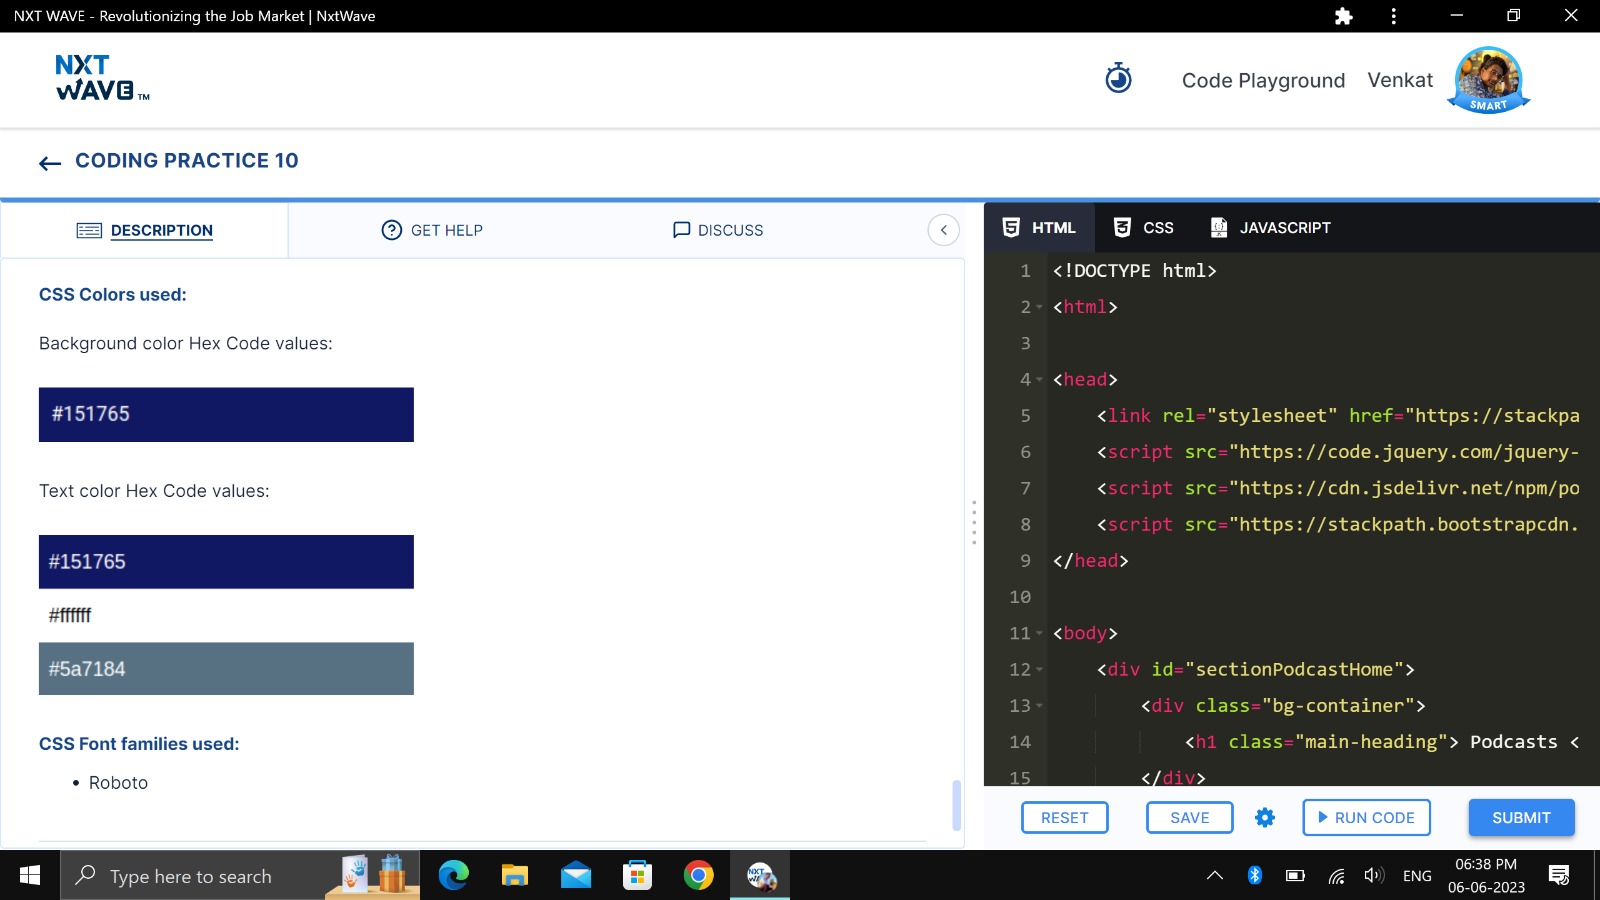 NXT WAVE - Revolutionizing the Job Market | NxtWave
NXT
WAVE TM
Code Playground
Venkat
SMART
CODING PRACTICE 10
DESCRIPTION
GET HELP
DISCUSS
CSS Colors used:
Background color Hex Code values:
#151765
Text color Hex Code values:
#151765
#ffffff
#5a7184
CSS Font families used:
• Roboto
HTML
CSS
JAVASCRIPT
1 <!DOCTYPE html>
2 <html>
3
4 <head>
5 <link rel="stylesheet" href="https://stackpa
6 <script src="https://code.jquery.com/jquery-
7 <script src="https://cdn.jsdelivr.net/npm/po
8 <script src="https://stackpath.bootstrapcdn.
9 </head>
10
11 <body>
12 <div id="sectionPodcastHome">
13 <div class="bg-container">
14 <h1 class="main-heading"> Podcasts <
15 </div>
RESET
SAVE
RUN CODE
SUBMIT
Type here to search
ENG
06:38 PM
06-06-2023